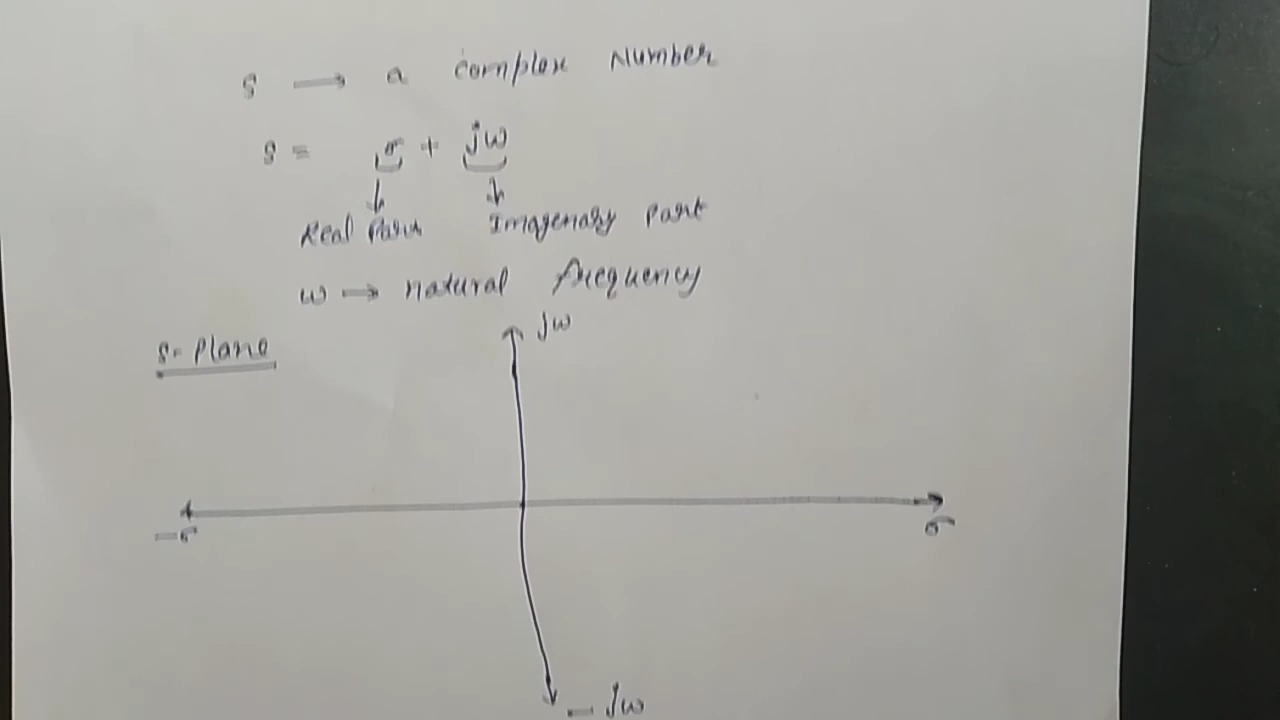 s → a complex Number
s = σ + jω
Real Part Imagenary Part
ω → natural frequency
jω
s-Plane
-σ σ
- jω